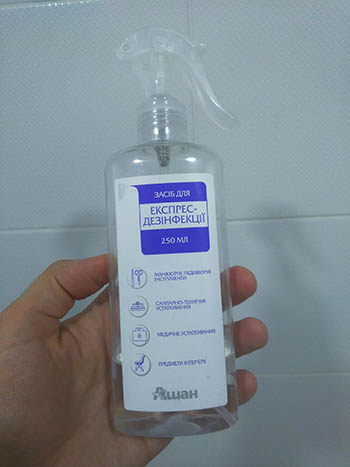 ЗАСІБ ДЛЯ
ЕКСПРЕС-
ДЕЗІНФЕКЦІЇ
250 МЛ
МАНІКЮРНІ, ПЕДИКЮРНІ
ІНСТРУМЕНТИ
САНІТАРНО-ТЕХНІЧНЕ
УСТАТКУВАННЯ
МЕДИЧНЕ УСТАТКУВАННЯ
ПРЕДМЕТИ ІНТЕР'ЄРУ
Ашан